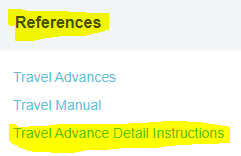 References
Travel Advances
Travel Manual
Travel Advance Detail Instructions